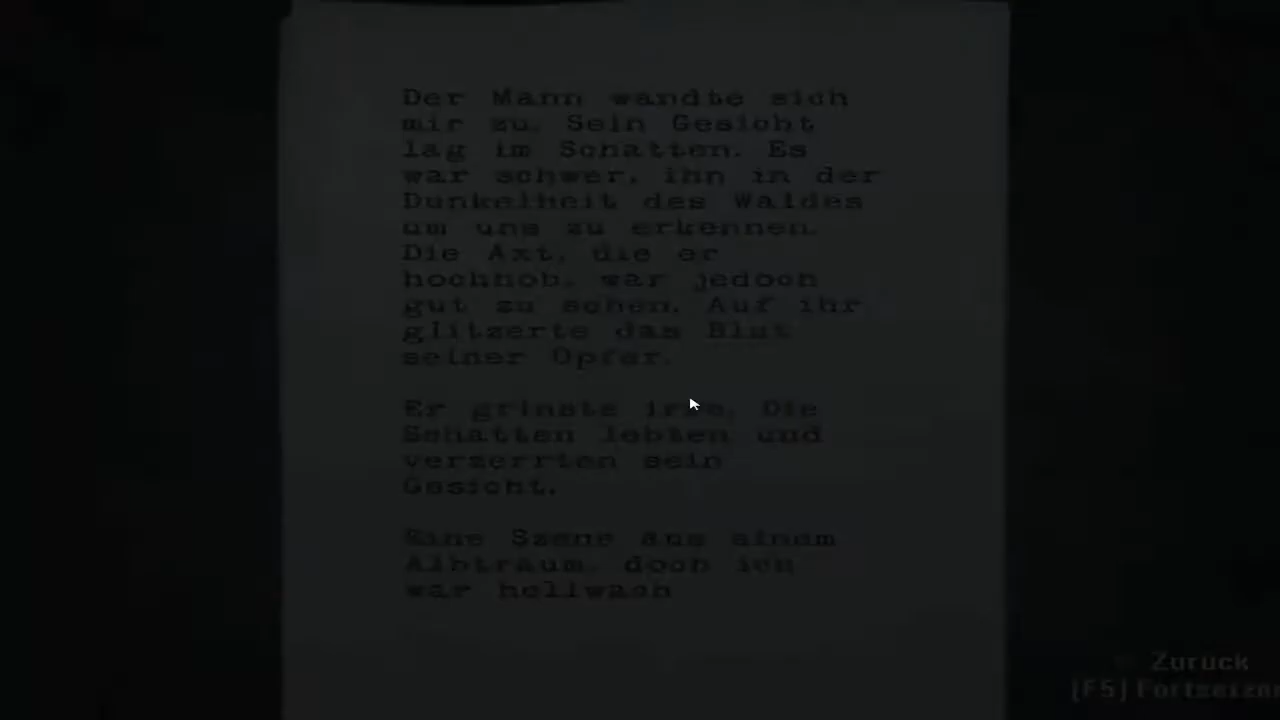 Der Mann wandte sich
mir zu. Sein Gesicht
lag im Schatten. Es
war schwer, ihn in der
Dunkelheit des Waldes
um uns zu erkennen.
Die Axt, die er
hochhob, war jedoch
gut zu sehen. Auf ihr
glitzerte das Blut
seiner Opfer.
Er grinste irre. Die
Schatten lebten und
verzerrten sein
Gesicht.
Eine Szene aus einem
Albtraum, doch ich
war hellwach
Zurück
[F5]